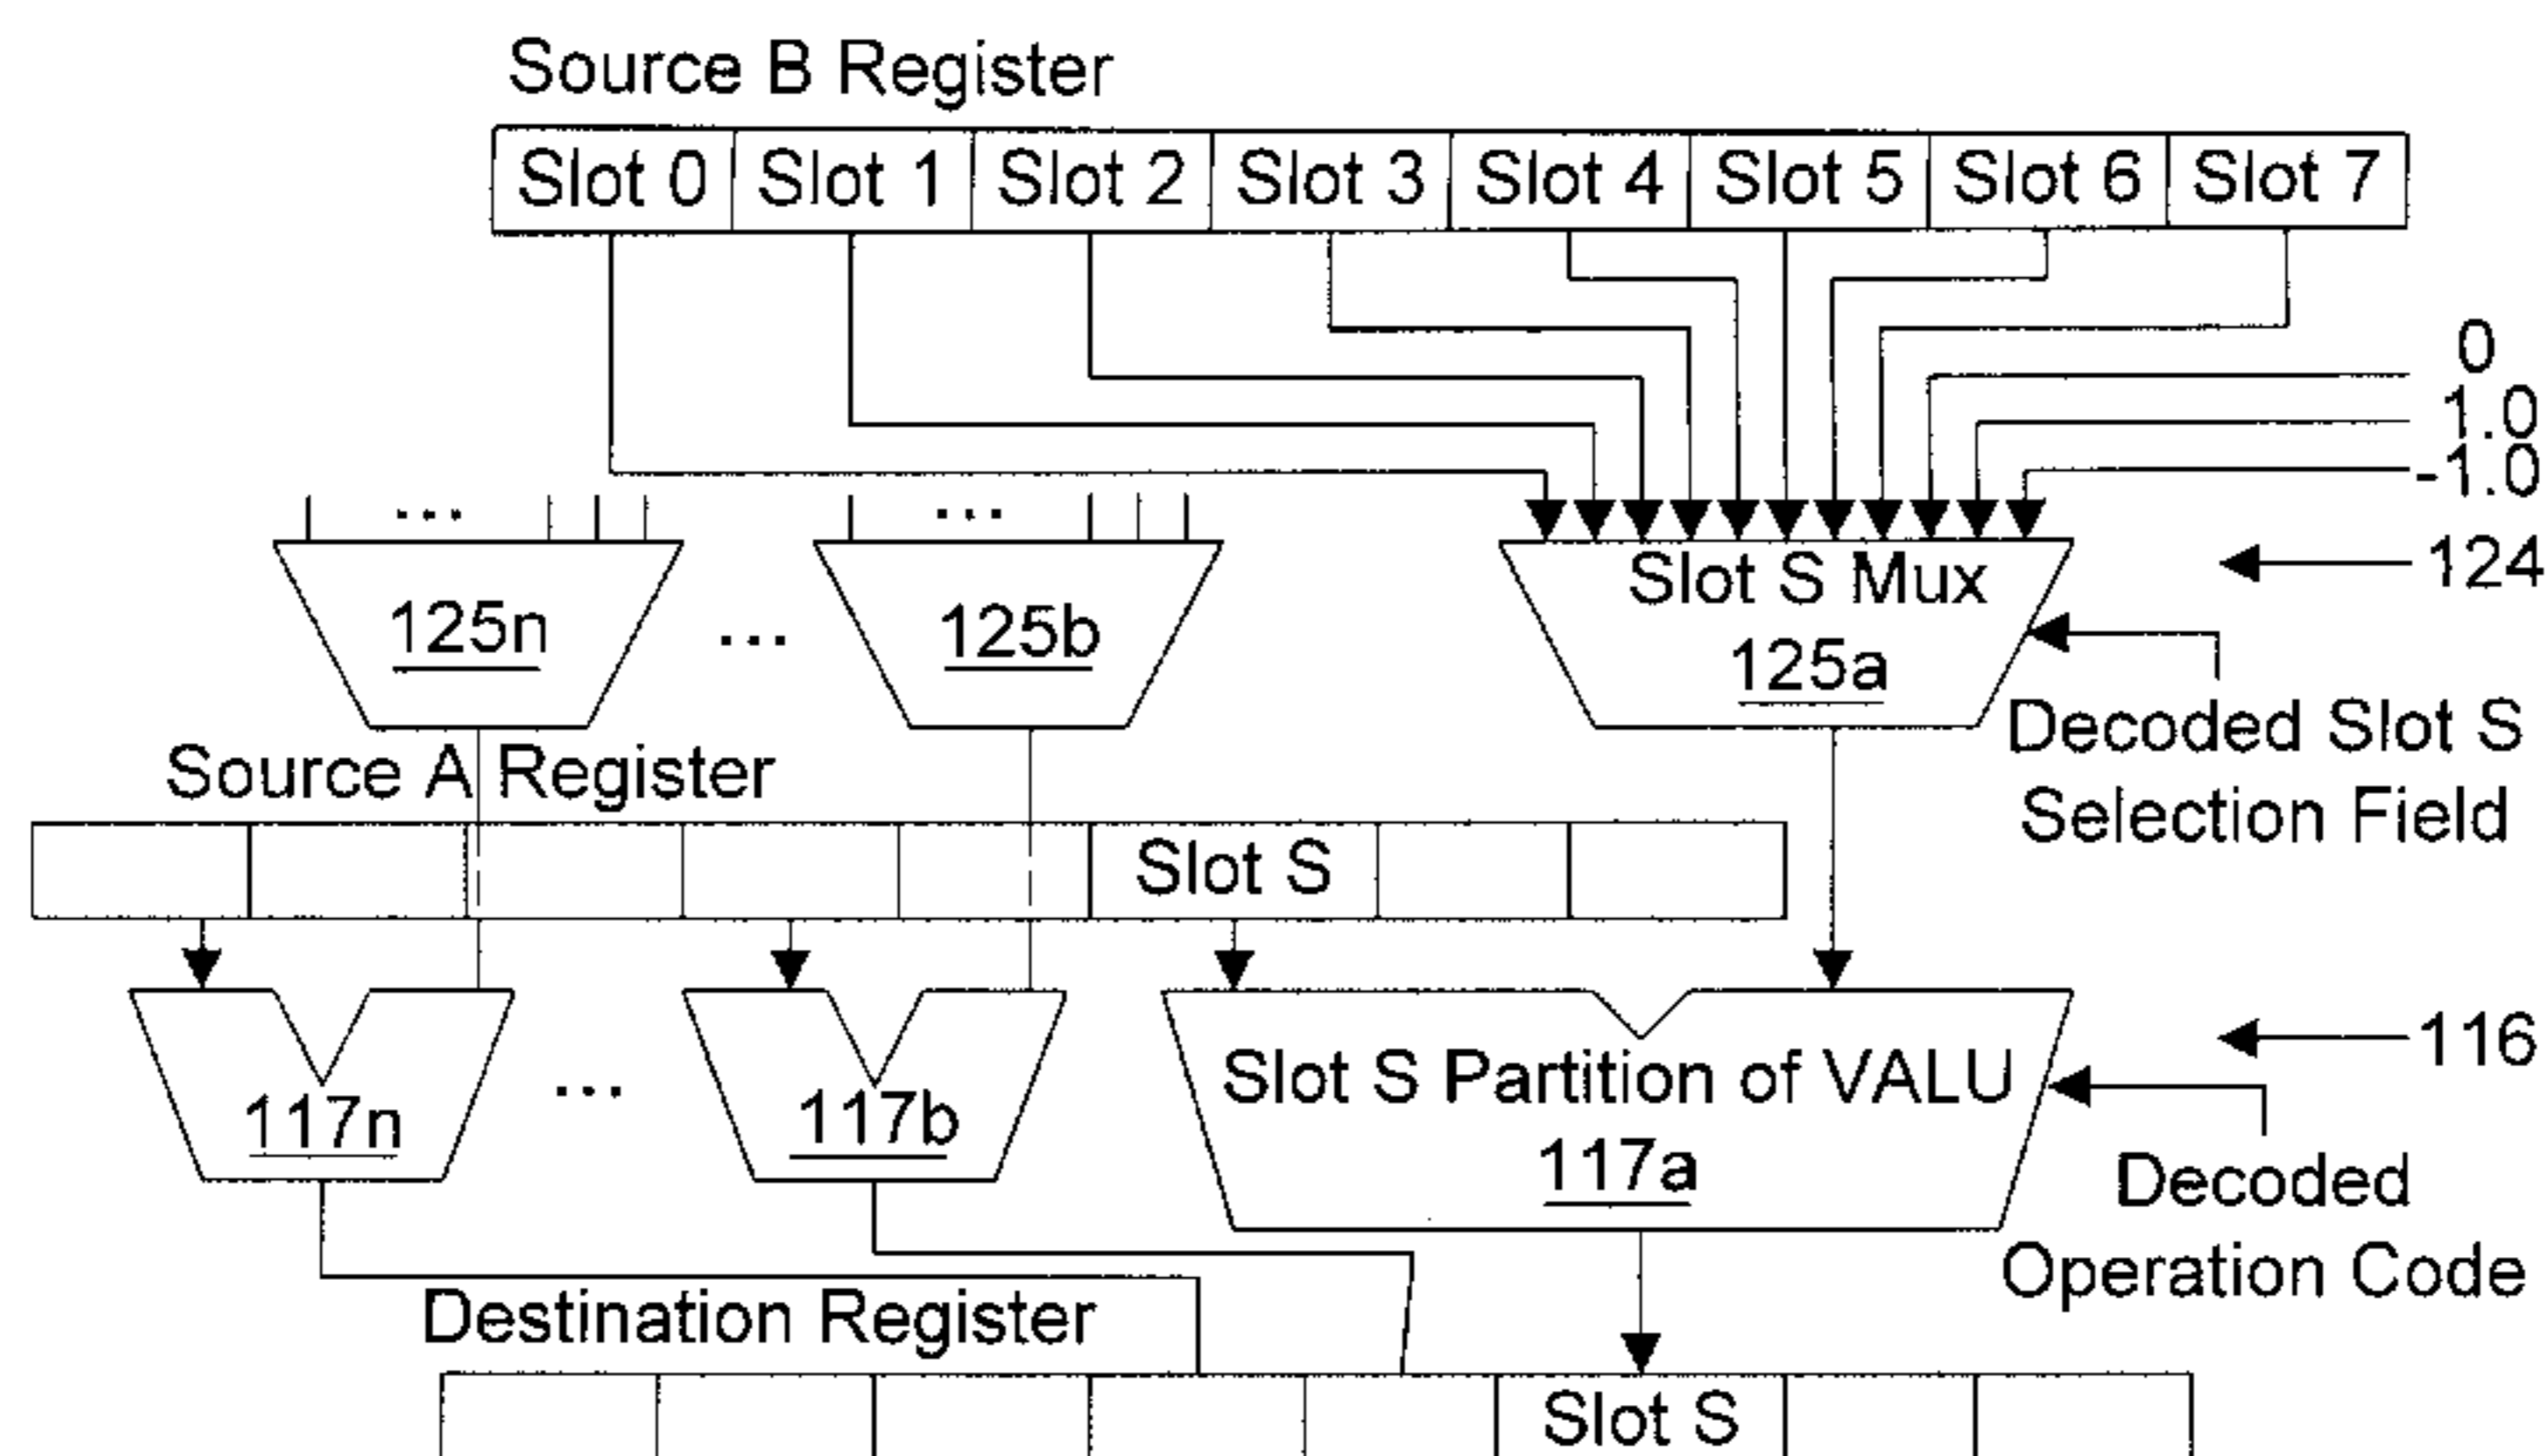 Source B Register
Slot 0 Slot 1 Slot 2 Slot 3 Slot 4 Slot 5 Slot 6 Slot 7
0
1.0
-1.0
... ...
Slot S Mux
124
125n ... 125b 125a
Decoded Slot S
Selection Field
Source A Register
Slot S
Slot S Partition of VALU
116
117n ... 117b 117a
Decoded
Operation Code
Destination Register
Slot S